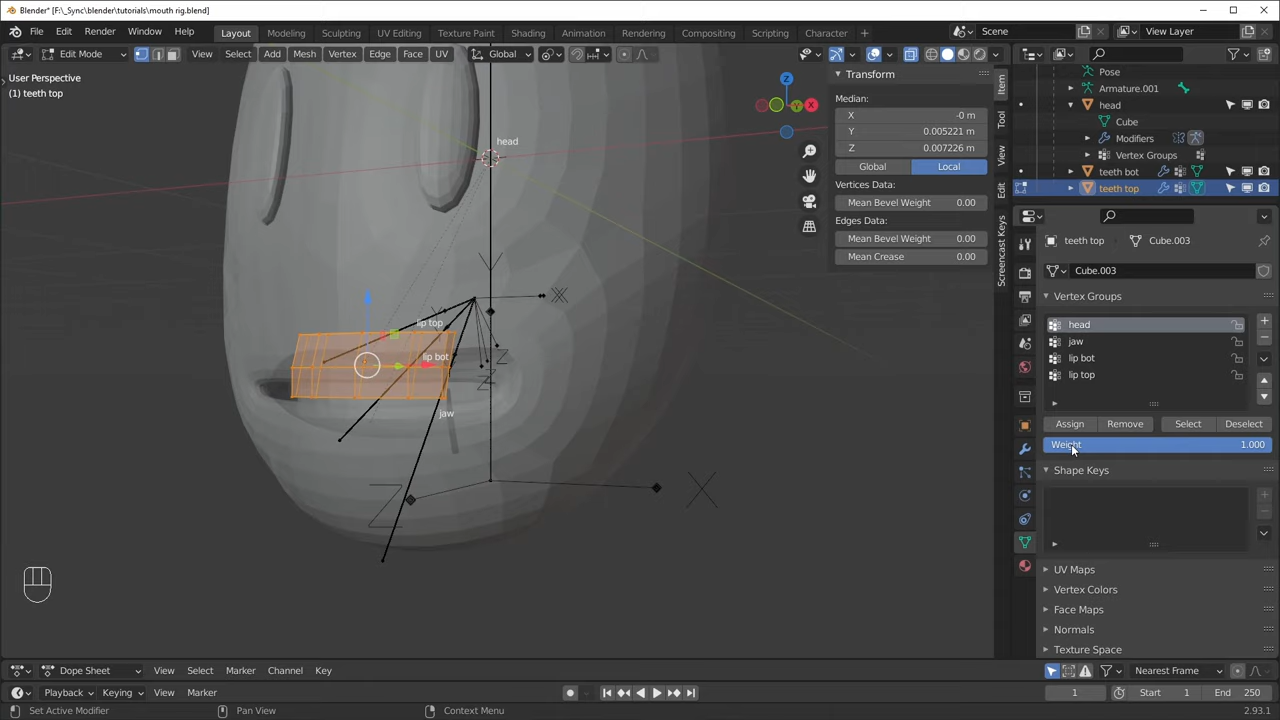 Blender* [F:\_Sync\blender\tutorials\mouth rig.blend]
File Edit Render Window Help Layout Modeling Sculpting UV Editing Texture Paint Shading Animation Rendering Compositing Scripting Character Scene View Layer
Edit Mode View Select Add Mesh Vertex Edge Face UV Global
User Perspective
(1) teeth top
Transform
Median:
X -0 m
Y 0.005221 m
Z 0.007226 m
Global Local
Vertices Data:
Mean Bevel Weight 0.00
Edges Data:
Mean Bevel Weight 0.00
Mean Crease 0.00
Item
Tool
View
Edit
Screencast Keys
Z
Y
X
head
Y
X
lip top
lip bot
Z
Z
jaw
Z
X
Pose
Armature.001
head
Cube
Modifiers
Vertex Groups
teeth bot
teeth top
teeth top Cube.003
Cube.003
Vertex Groups
head
jaw
lip bot
lip top
Assign Remove Select Deselect
Weight 1.000
Shape Keys
UV Maps
Vertex Colors
Face Maps
Normals
Texture Space
Dope Sheet View Select Marker Channel Key Nearest Frame
Playback Keying View Marker 1 Start 1 End 250
Set Active Modifier Pan View Context Menu 2.93.1